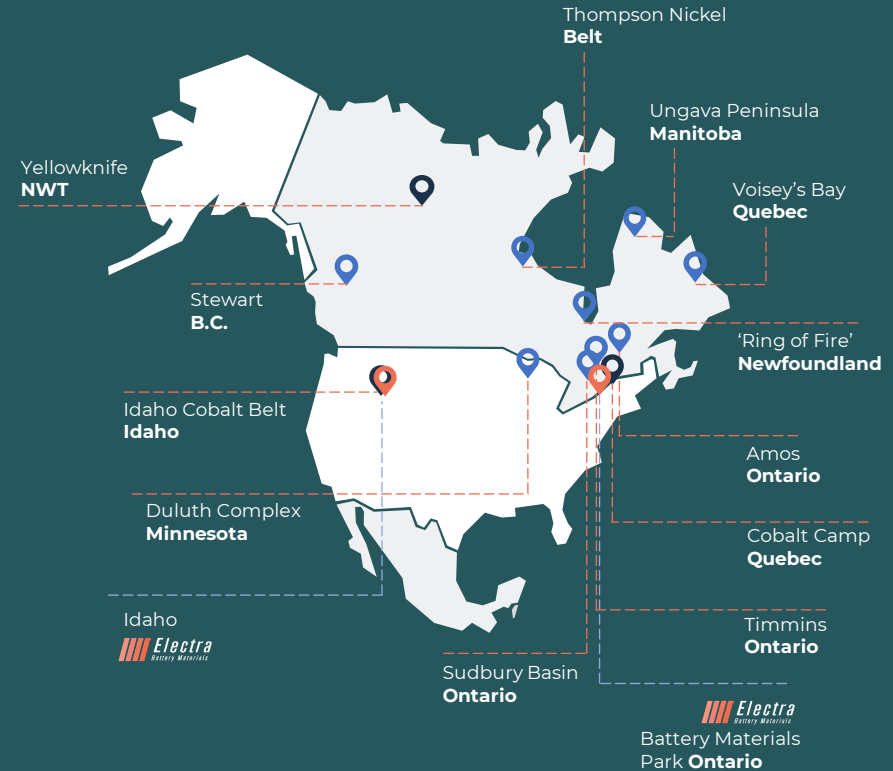 Thompson Nickel
Belt
Ungava Peninsula
Manitoba
Yellowknife
NWT
Voisey’s Bay
Quebec
Stewart
B.C.
‘Ring of Fire’
Newfoundland
Idaho Cobalt Belt
Idaho
Amos
Ontario
Duluth Complex
Minnesota
Cobalt Camp
Quebec
Idaho
Electra
Battery Materials
Timmins
Ontario
Sudbury Basin
Ontario
Electra
Battery Materials
Battery Materials
Park Ontario